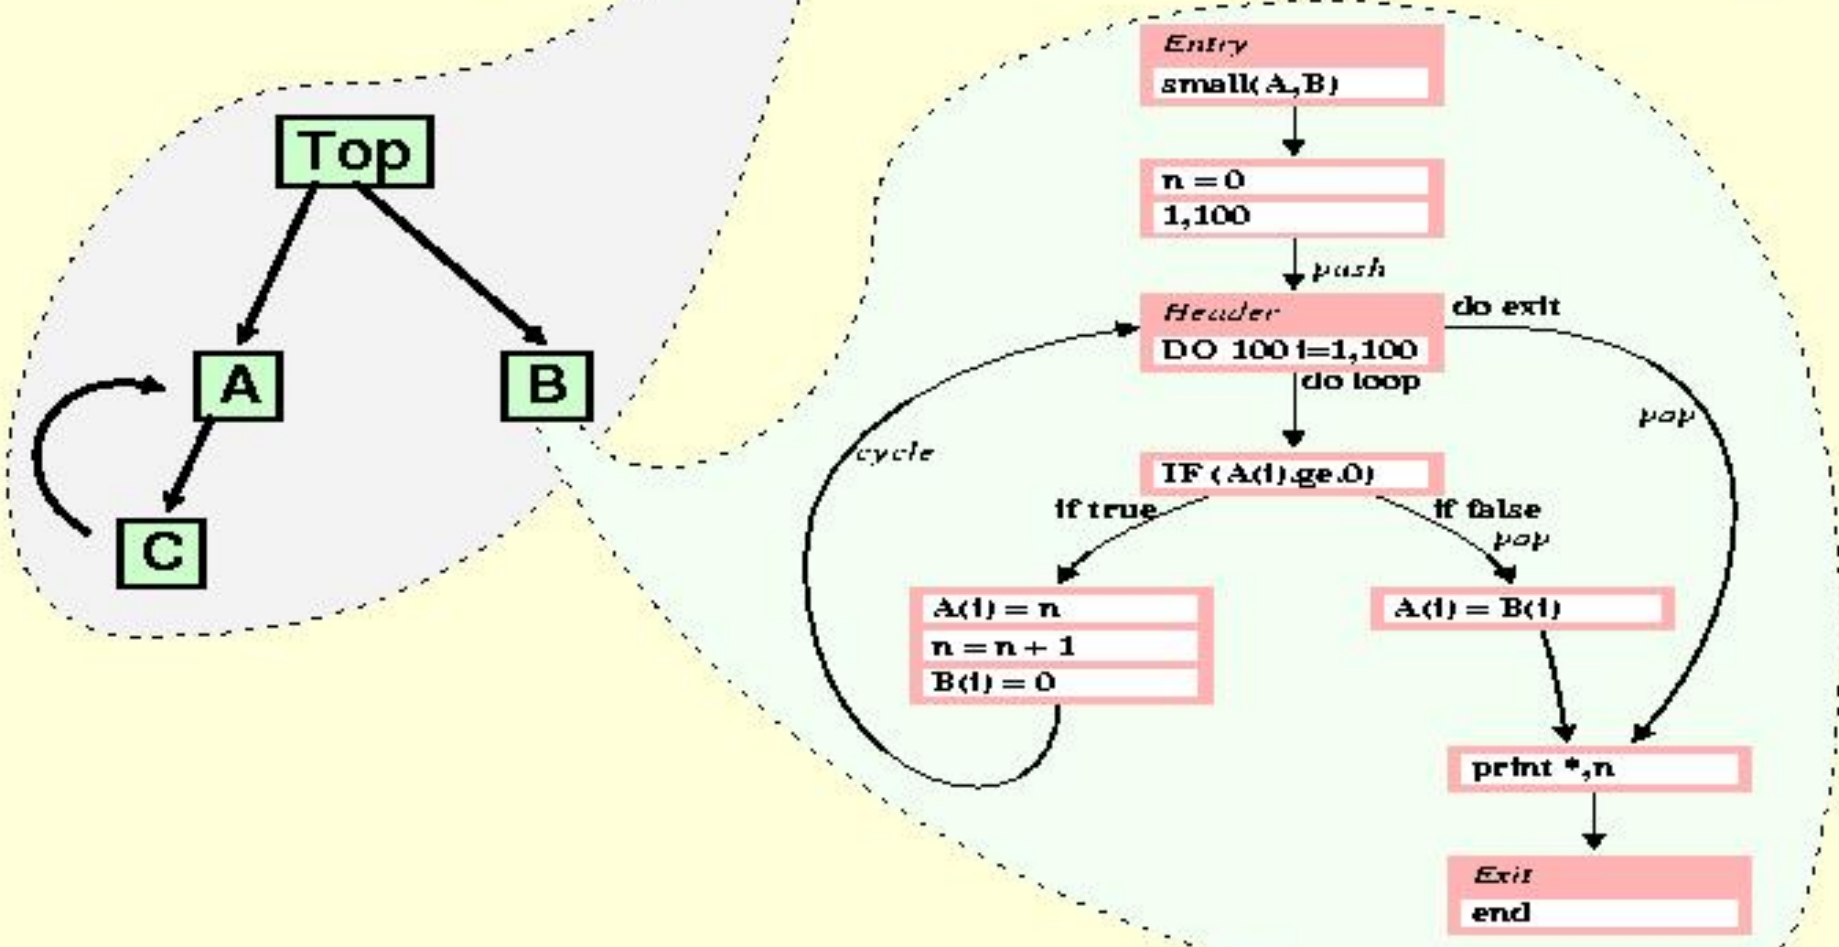 Top
A
B
C
Entry
small(A,B)
n = 0
1,100
push
Header
do exit
DO 100 i=1,100
do loop
pop
cycle
IF (A(i).ge.0)
if true
if false
pop
A(i) = n
n = n + 1
B(i) = 0
A(i) = B(i)
print *,n
Exit
end